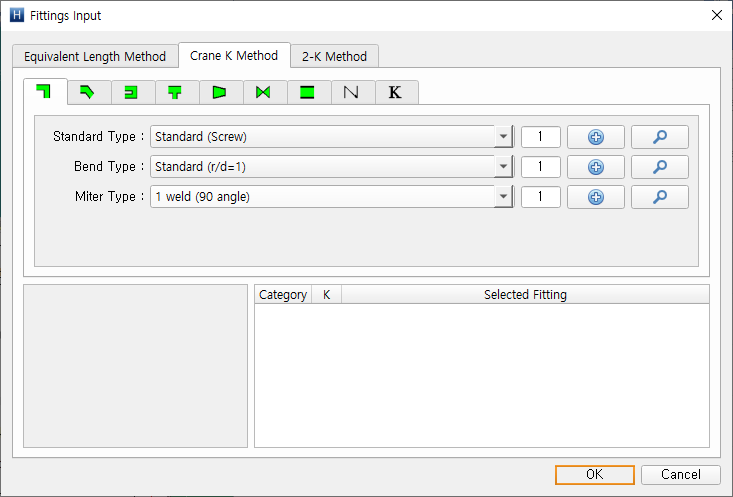 H Fittings Input
Equivalent Length Method Crane K Method 2-K Method
N K
Standard Type : Standard (Screw) 1
Bend Type : Standard (r/d=1) 1
Miter Type : 1 weld (90 angle) 1
Category K Selected Fitting
OK Cancel